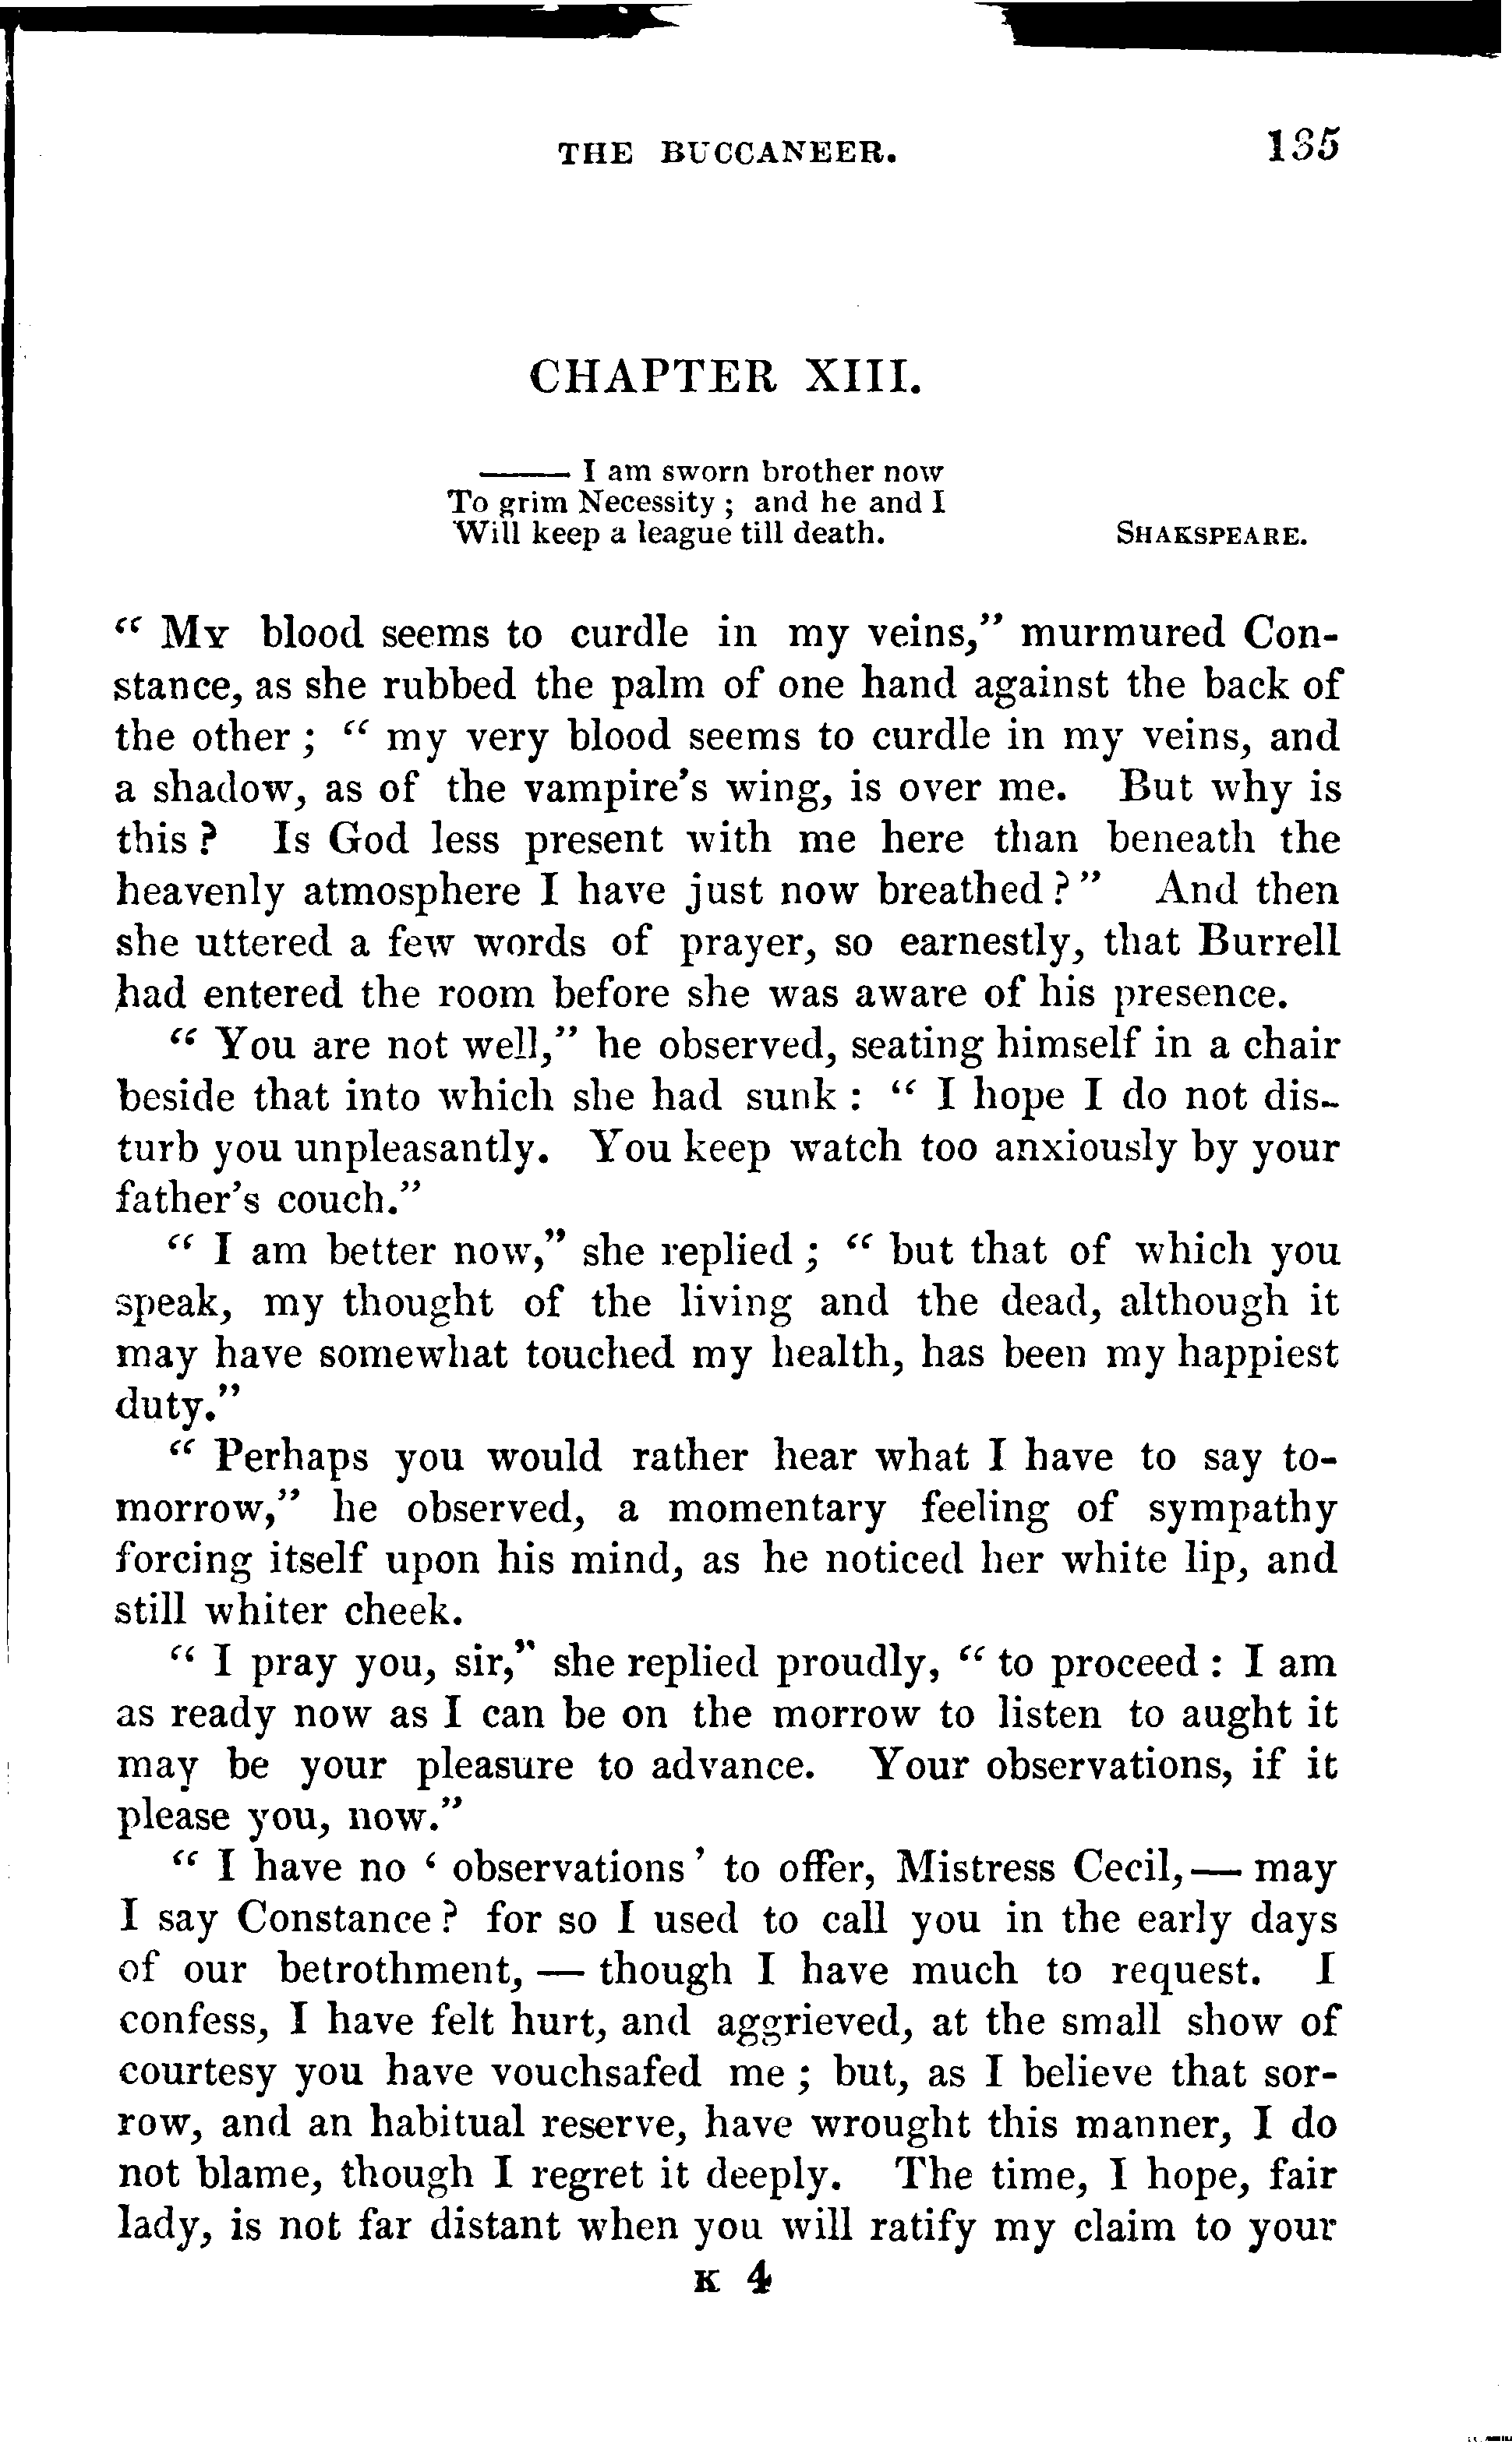 THE BUCCANEER. 135
CHAPTER XIII.
——— I am sworn brother now
To grim Necessity ; and he and I
Will keep a league till death. SHAKSPEARE.
“ MY blood seems to curdle in my veins,” murmured Con-
stance, as she rubbed the palm of one hand against the back of
the other ; “ my very blood seems to curdle in my veins, and
a shadow, as of the vampire’s wing, is over me. But why is
this ? Is God less present with me here than beneath the
heavenly atmosphere I have just now breathed ?” And then
she uttered a few words of prayer, so earnestly, that Burrell
had entered the room before she was aware of his presence.
“ You are not well,” he observed, seating himself in a chair
beside that into which she had sunk : “ I hope I do not dis-
turb you unpleasantly. You keep watch too anxiously by your
father’s couch.”
“ I am better now,” she replied ; “ but that of which you
speak, my thought of the living and the dead, although it
may have somewhat touched my health, has been my happiest
duty.”
“ Perhaps you would rather hear what I have to say to-
morrow,” he observed, a momentary feeling of sympathy
forcing itself upon his mind, as he noticed her white lip, and
still whiter cheek.
“ I pray you, sir,” she replied proudly, “ to proceed : I am
as ready now as I can be on the morrow to listen to aught it
may be your pleasure to advance. Your observations, if it
please you, now.”
“ I have no ‘ observations ’ to offer, Mistress Cecil,— may
I say Constance ? for so I used to call you in the early days
of our betrothment, — though I have much to request. I
confess, I have felt hurt, and aggrieved, at the small show of
courtesy you have vouchsafed me ; but, as I believe that sor-
row, and an habitual reserve, have wrought this manner, I do
not blame, though I regret it deeply. The time, I hope, fair
lady, is not far distant when you will ratify my claim to your
K 4